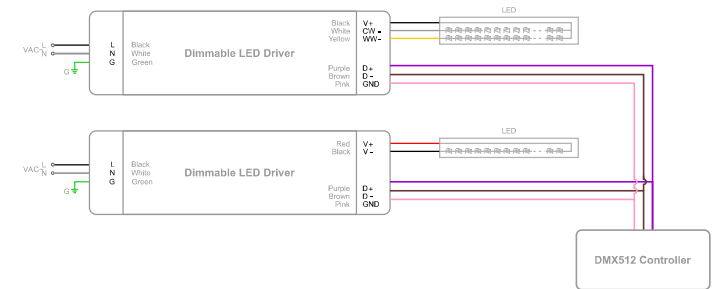 LED
Black V+
White CW -
Yellow WW-
VAC~L
N
L Black
N White
G Green
G
Dimmable LED Driver
Purple D+
Brown D -
Pink GND
LED
Red V+
Black V -
VAC~L
N
L Black
N White
G Green
G
Dimmable LED Driver
Purple D+
Brown D -
Pink GND
DMX512 Controller